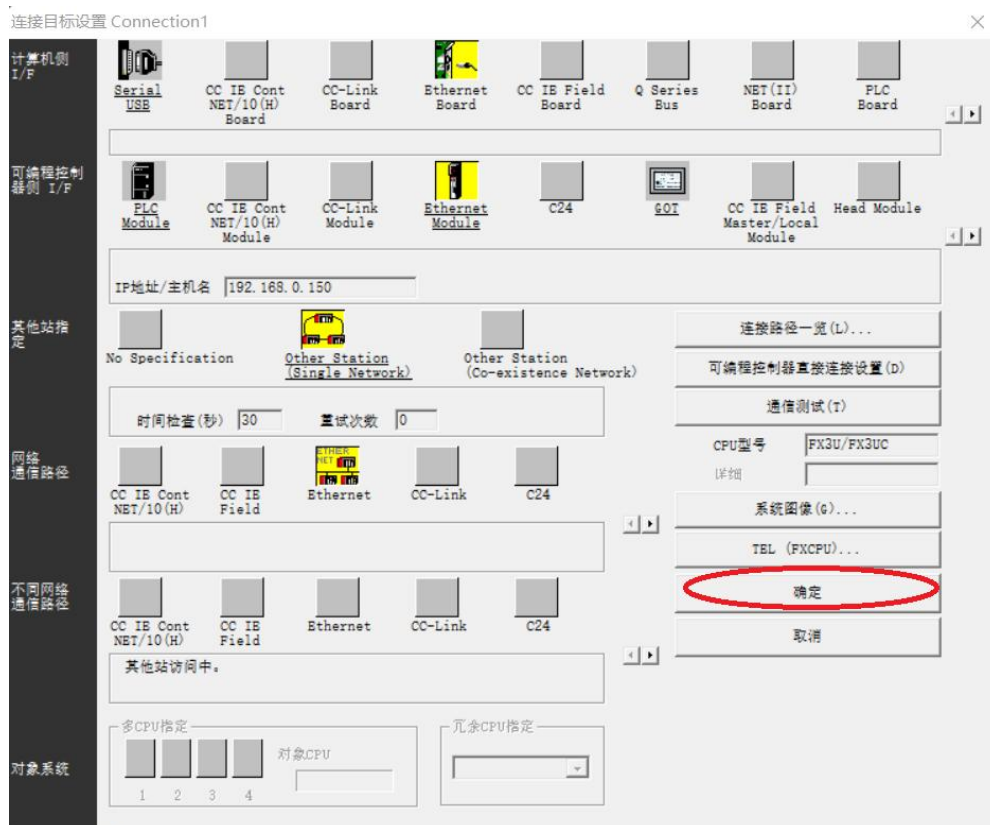 连接目标设置 Connection1
计算机侧
I/F
Serial
USB
CC IE Cont
NET/10(H)
Board
CC-Link
Board
Ethernet
Board
CC IE Field
Board
Q Series
Bus
NET(II)
Board
PLC
Board
可编程控制
器侧 I/F
PLC
Module
CC IE Cont
NET/10(H)
Module
CC-Link
Module
Ethernet
Module
C24
GOT
CC IE Field
Master/Local
Module
Head Module
IP地址/主机名 192.168.0.150
其他站指
定
No Specification
Other Station
(Single Network)
Other Station
(Co-existence Network)
时间检查(秒) 30 重试次数 0
连接路径一览(L)...
可编程控制器直接连接设置(D)
通信测试(T)
CPU型号 FX3U/FX3UC
详细
系统图像(G)...
TEL (FXCPU)...
确定
取消
网络
通信路径
CC IE Cont
NET/10(H)
CC IE
Field
ETHER
NET
Ethernet
CC-Link
C24
不同网络
通信路径
CC IE Cont
NET/10(H)
CC IE
Field
Ethernet
CC-Link
C24
其他站访问中。
对象系统
多CPU指定
1 2 3 4
对象CPU
冗余CPU指定